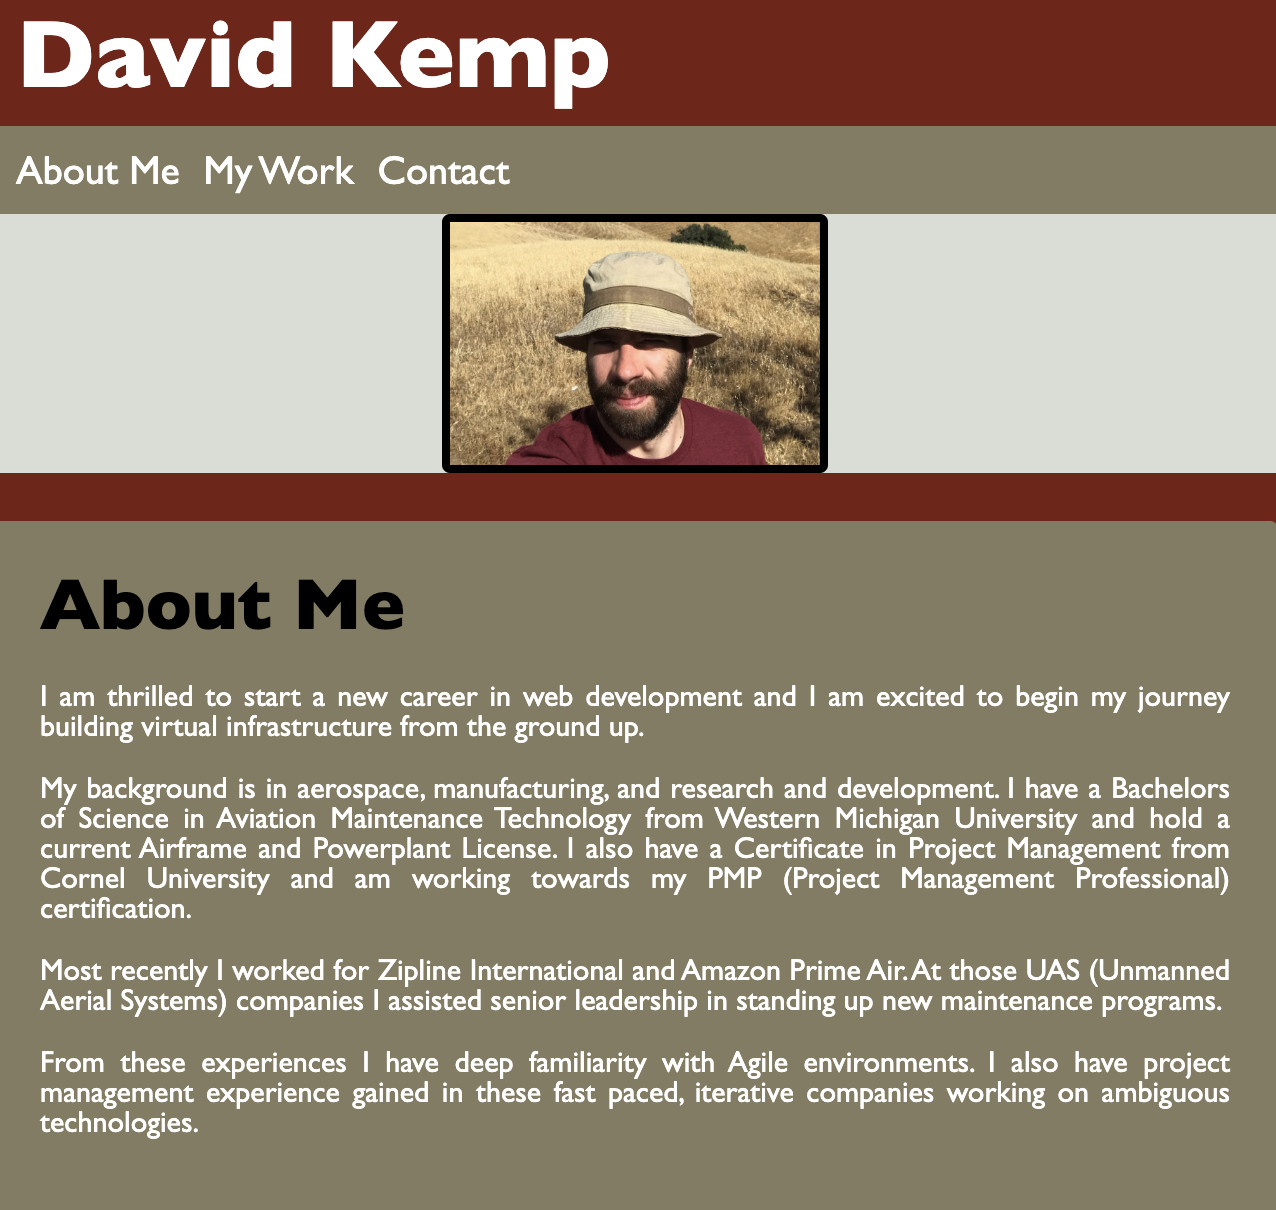 David Kemp
About Me My Work Contact
About Me
I am thrilled to start a new career in web development and I am excited to begin my journey
building virtual infrastructure from the ground up.
My background is in aerospace, manufacturing, and research and development. I have a Bachelors
of Science in Aviation Maintenance Technology from Western Michigan University and hold a
current Airframe and Powerplant License. I also have a Certificate in Project Management from
Cornel University and am working towards my PMP (Project Management Professional)
certification.
Most recently I worked for Zipline International and Amazon Prime Air. At those UAS (Unmanned
Aerial Systems) companies I assisted senior leadership in standing up new maintenance programs.
From these experiences I have deep familiarity with Agile environments. I also have project
management experience gained in these fast paced, iterative companies working on ambiguous
technologies.